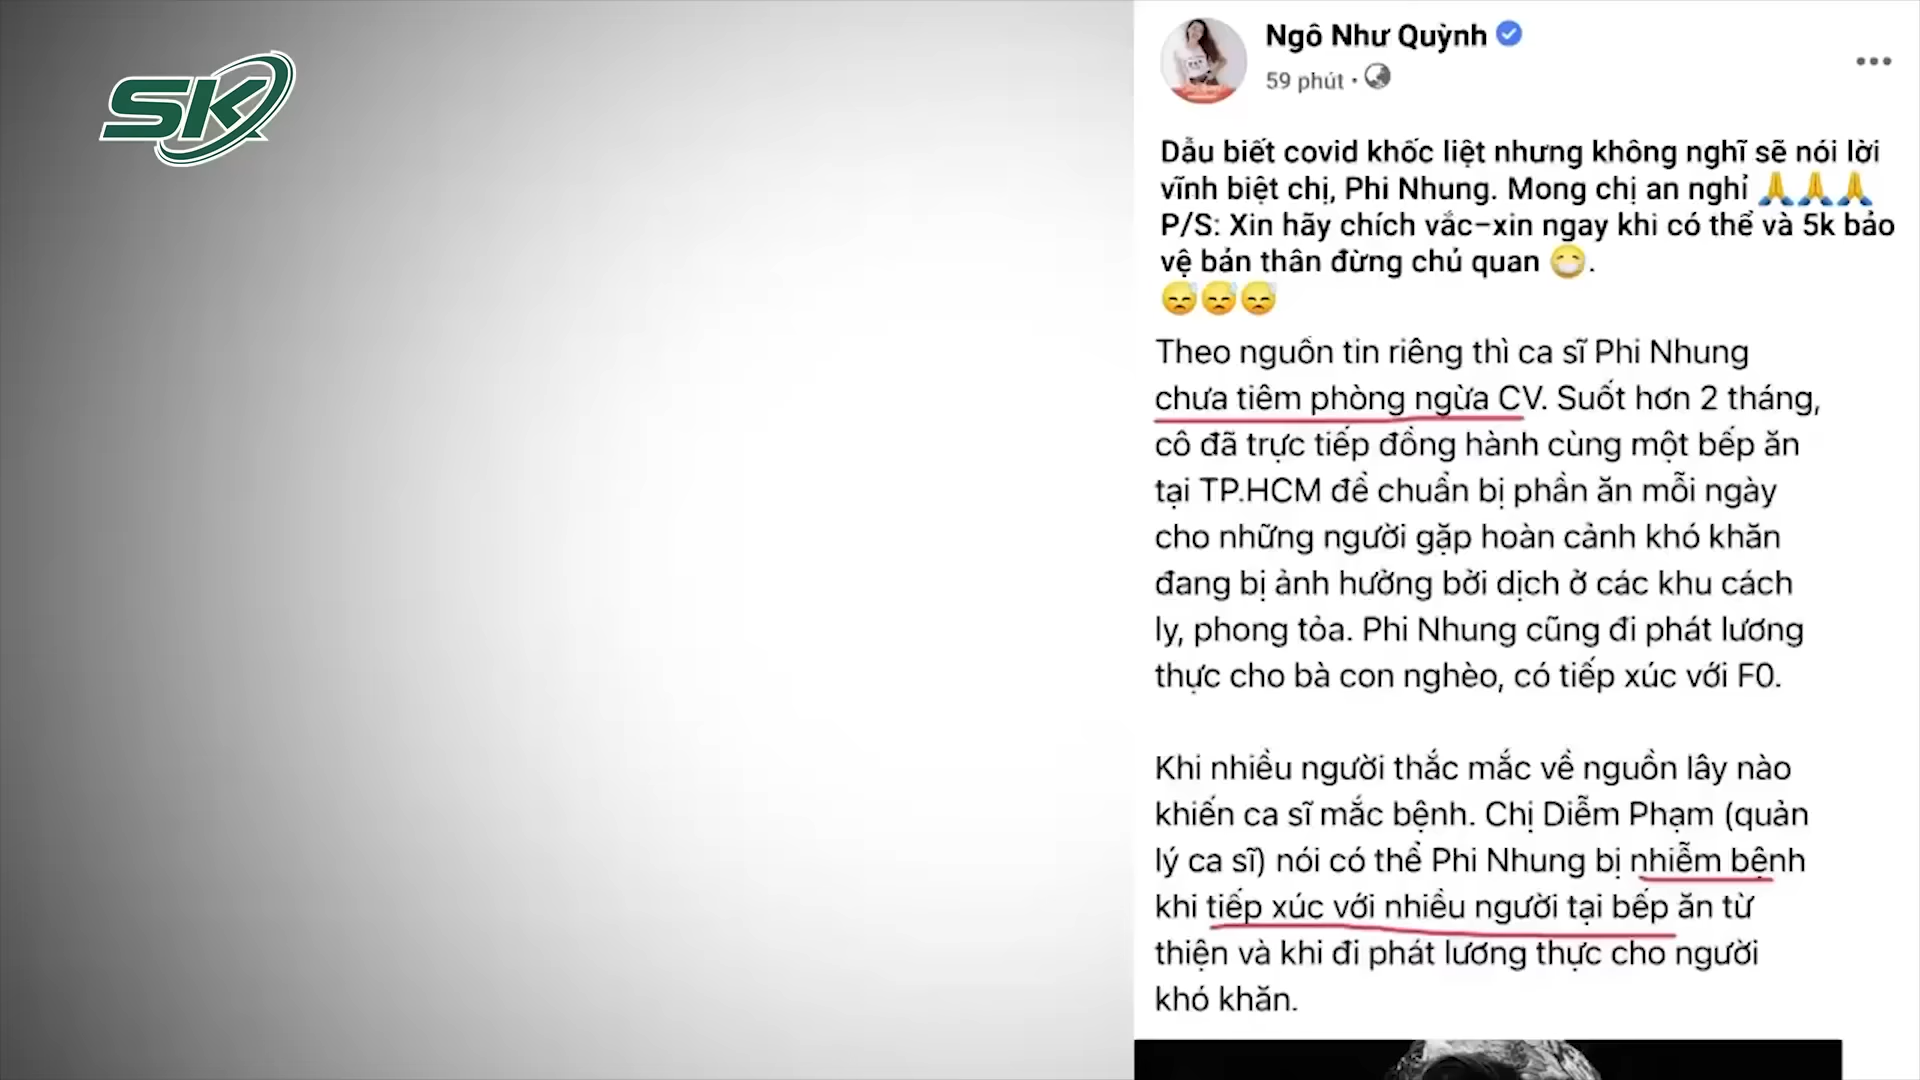 SK
Ngô Như Quỳnh
59 phút ·
Dẫu biết covid khốc liệt nhưng không nghĩ sẽ nói lời
vĩnh biệt chị, Phi Nhung. Mong chị an nghỉ 🙏🙏🙏
P/S: Xin hãy chích vắc-xin ngay khi có thể và 5k bảo
vệ bản thân đừng chủ quan 😷.
😓😓😓
Theo nguồn tin riêng thì ca sĩ Phi Nhung
chưa tiêm phòng ngừa CV. Suốt hơn 2 tháng,
cô đã trực tiếp đồng hành cùng một bếp ăn
tại TP.HCM để chuẩn bị phần ăn mỗi ngày
cho những người gặp hoàn cảnh khó khăn
đang bị ảnh hưởng bởi dịch ở các khu cách
ly, phong tỏa. Phi Nhung cũng đi phát lương
thực cho bà con nghèo, có tiếp xúc với F0.
Khi nhiều người thắc mắc về nguồn lây nào
khiến ca sĩ mắc bệnh. Chị Diễm Phạm (quản
lý ca sĩ) nói có thể Phi Nhung bị nhiễm bệnh
khi tiếp xúc với nhiều người tại bếp ăn từ
thiện và khi đi phát lương thực cho người
khó khăn.